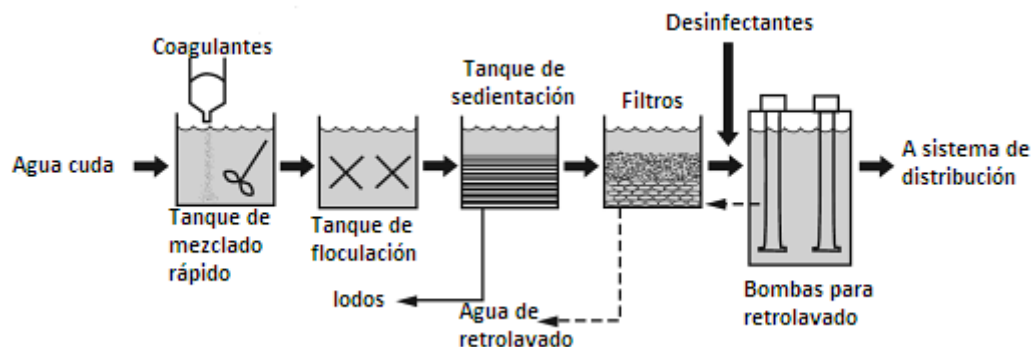 Desinfectantes
Coagulantes
Tanque de
sedientación
Filtros
Agua cuda
A sistema de
distribución
Tanque de
mezclado
rápido
Tanque de
floculación
lodos
Agua de
retrolavado
Bombas para
retrolavado